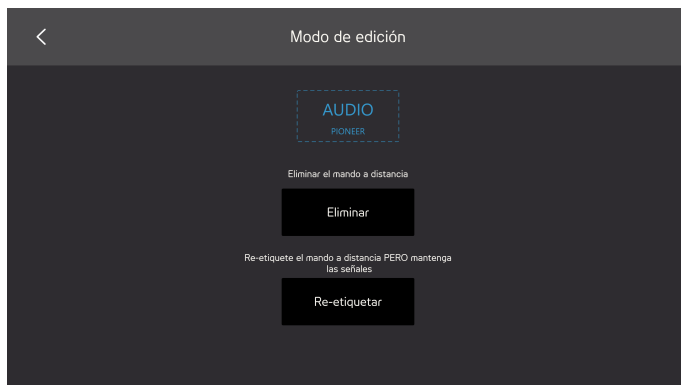 Modo de edición
AUDIO
PIONEER
Eliminar el mando a distancia
Eliminar
Re-etiquete el mando a distancia PERO mantenga
las señales
Re-etiquetar